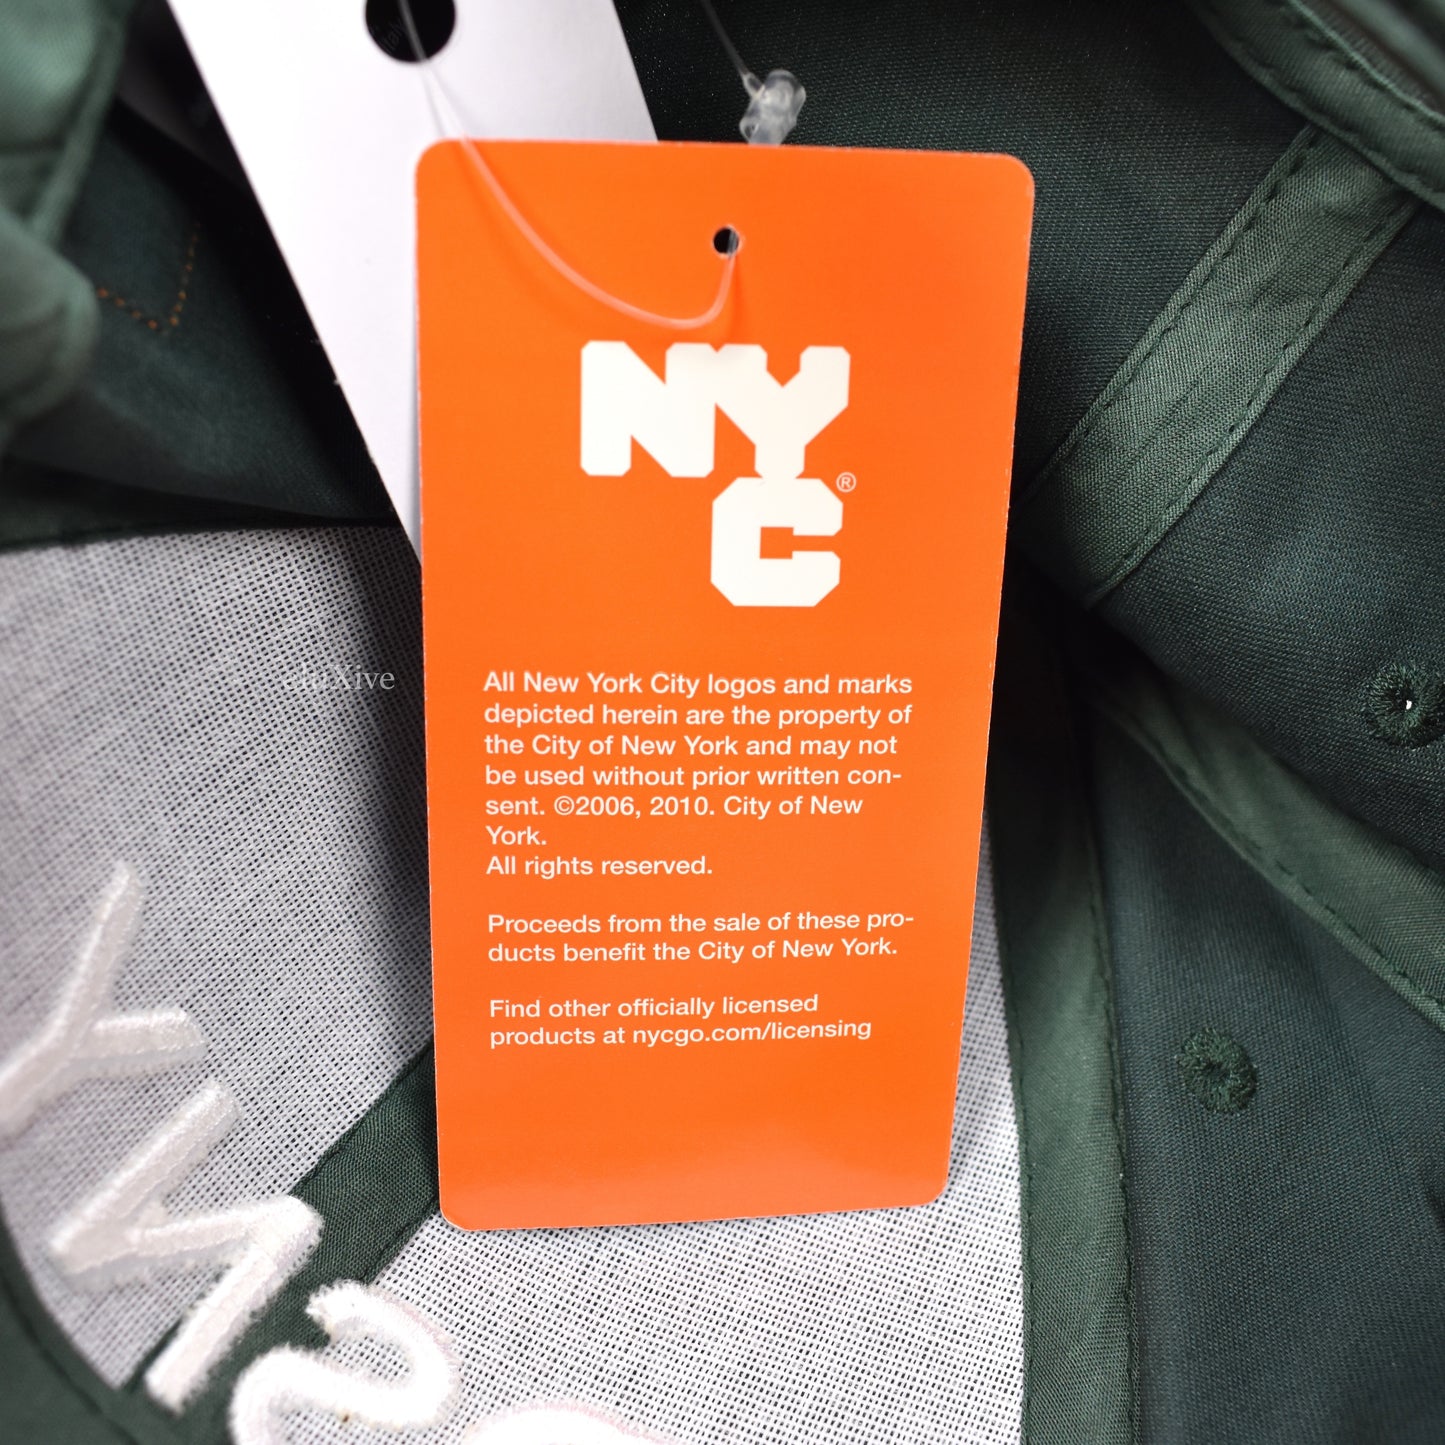 NYC®
All New York City logos and marks
depicted herein are the property of
the City of New York and may not
be used without prior written con-
sent. ©2006, 2010. City of New
York.
All rights reserved.
Proceeds from the sale of these pro-
ducts benefit the City of New York.
Find other officially licensed
products at nycgo.com/licensing